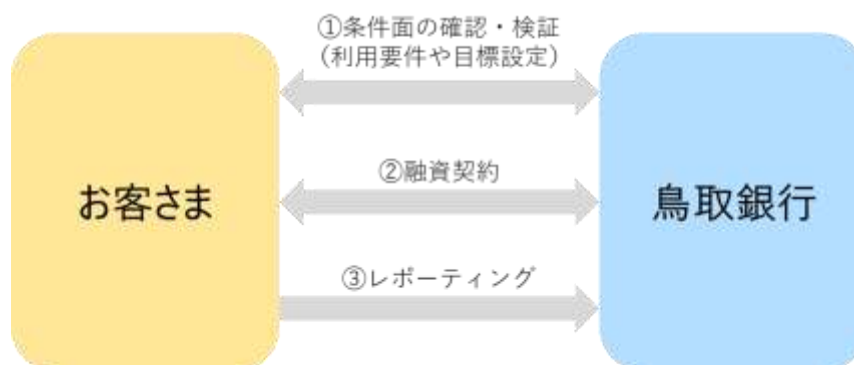 ①条件面の確認・検証
（利用要件や目標設定）
お客さま
②融資契約
鳥取銀行
③レポーティング